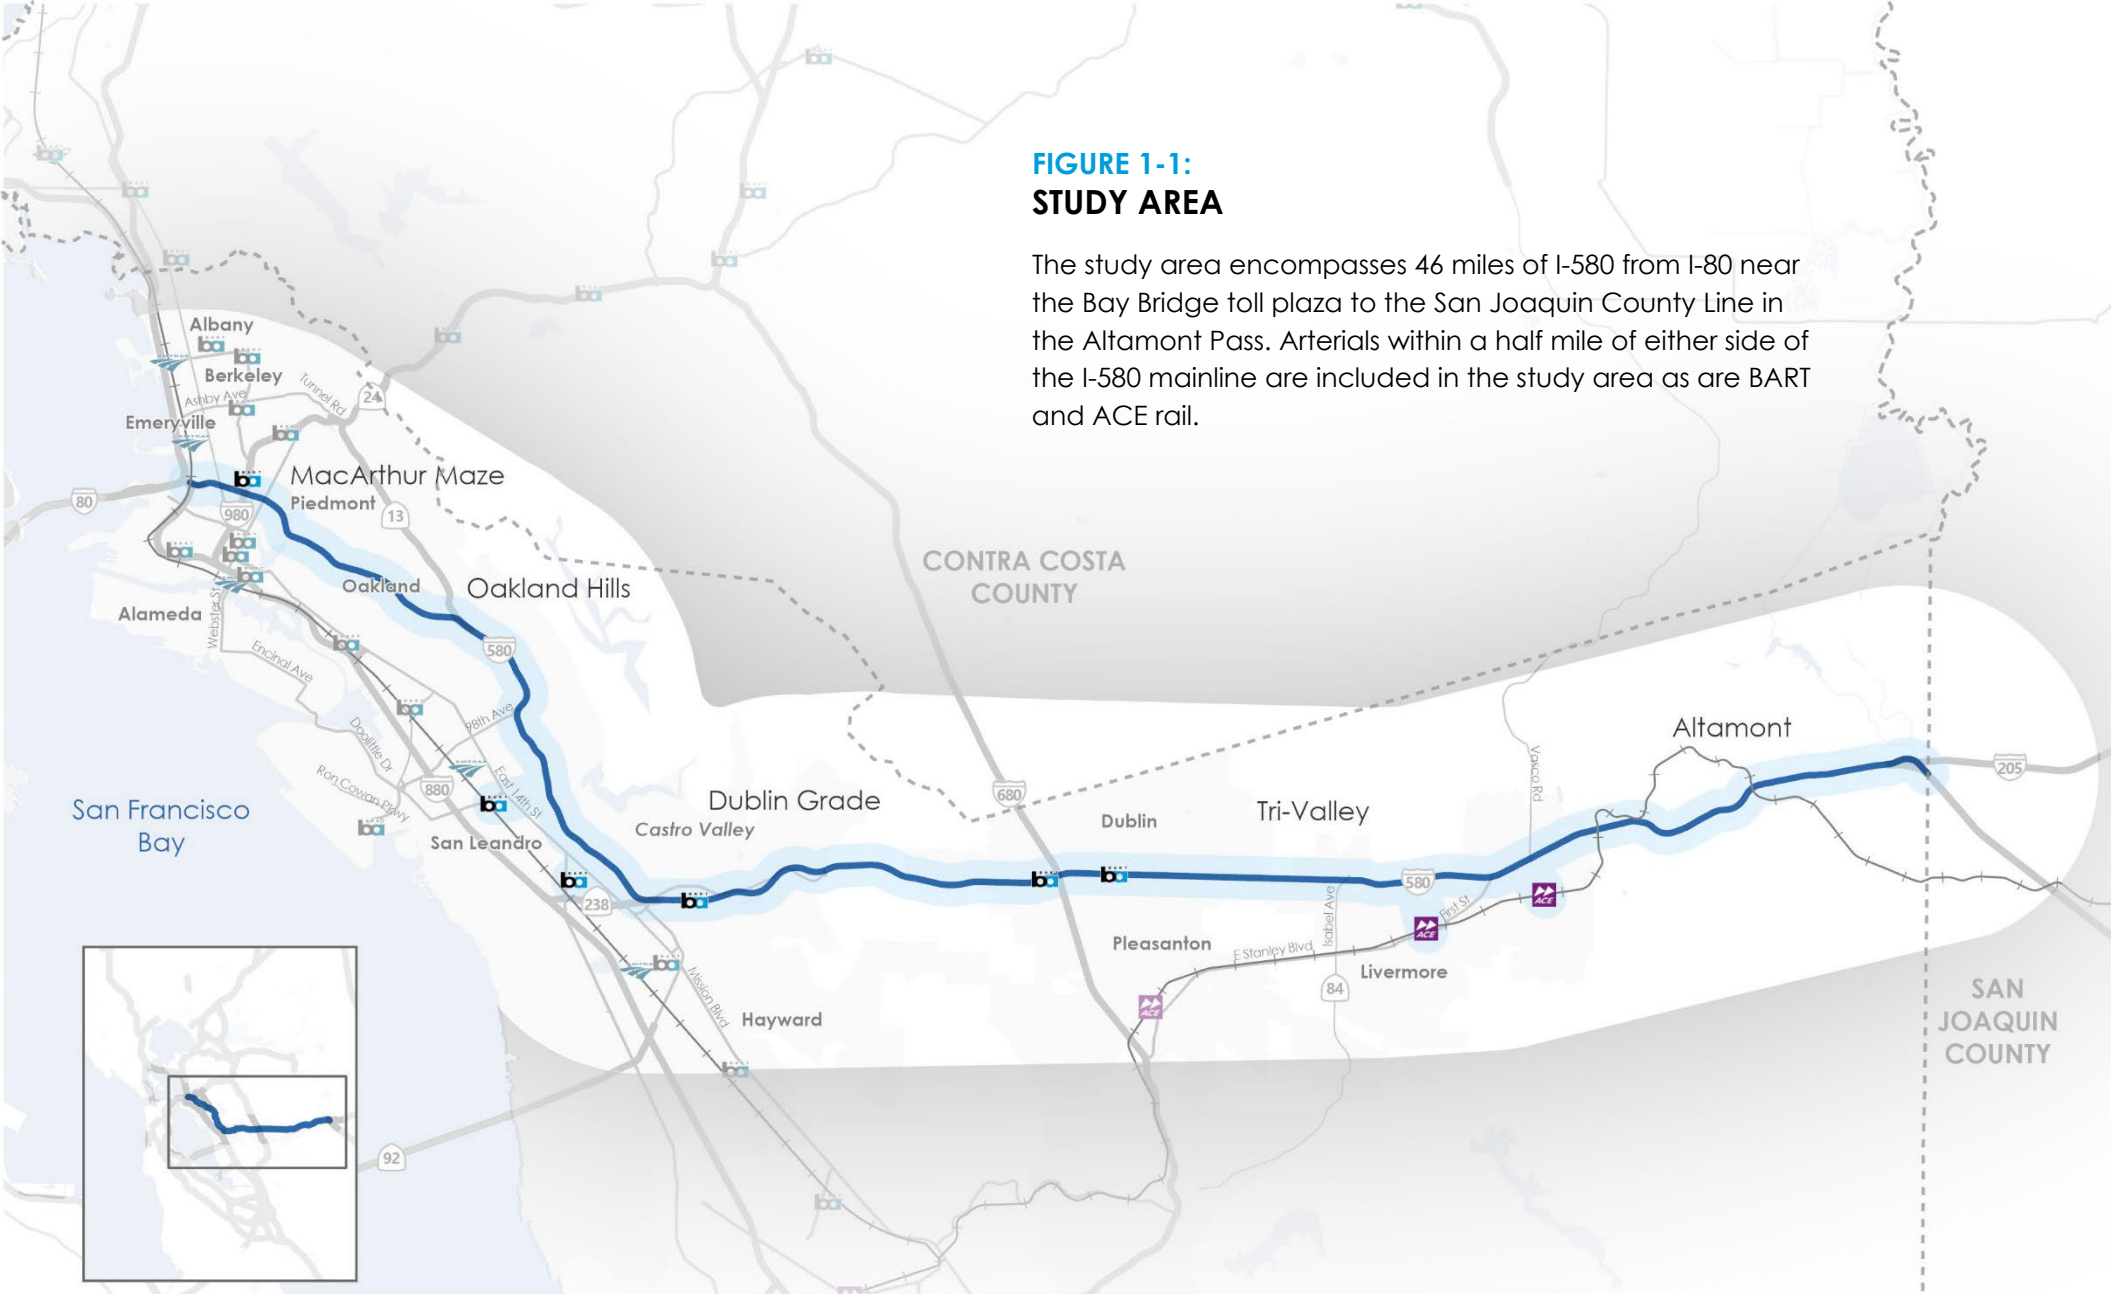 FIGURE 1-1:
STUDY AREA
The study area encompasses 46 miles of I-580 from I-80 near
the Bay Bridge toll plaza to the San Joaquin County Line in
the Altamont Pass. Arterials within a half mile of either side of
the I-580 mainline are included in the study area as are BART
and ACE rail.
Albany
Berkeley
Tunnel Rd
24
Ashby Ave
Emeryville
MacArthur Maze
80
Piedmont
980
13
CONTRA COSTA
COUNTY
Oakland
Oakland Hills
Alameda
Webster St
Encinal Ave
580
98th Ave
Doolittle Dr
Altamont
Vasco Rd
205
Ron Cowan Pkwy
880
East 14th St
680
San Francisco
Bay
Dublin Grade
Castro Valley
Tri-Valley
Dublin
San Leandro
580
238
Isabel Ave
First St
ACE
ACE
Pleasanton
E Stanley Blvd
Livermore
84
ACE
Mission Blvd
Hayward
SAN
JOAQUIN
COUNTY
92